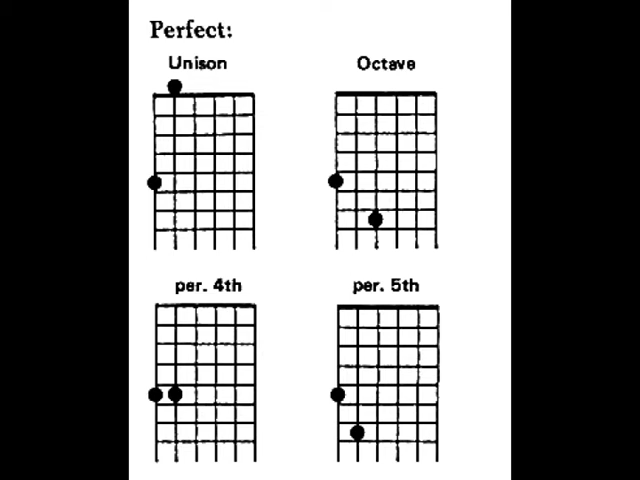 Perfect:
Unison
Octave
per. 4th
per. 5th